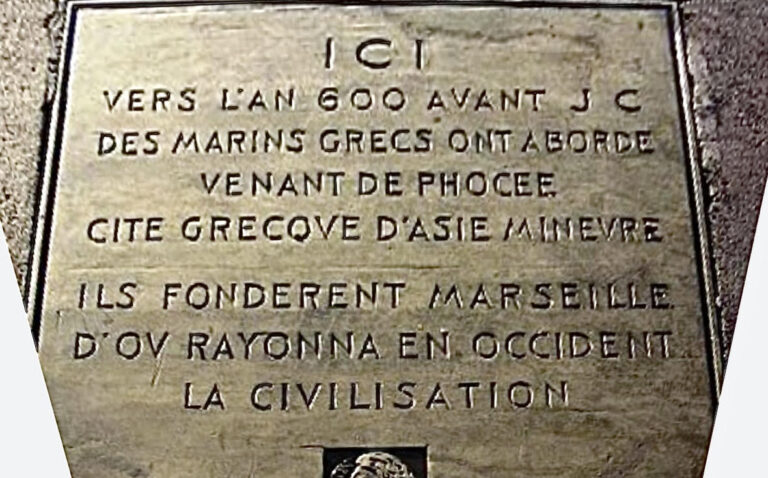 ICI
VERS L'AN 600 AVANT J C
DES MARINS GRECS ONT ABORDE
VENANT DE PHOCEE
CITE GRECQVE D'ASIE MINEVRE
ILS FONDERENT MARSEILLE
D'OV RAYONNA EN OCCIDENT
LA CIVILISATION